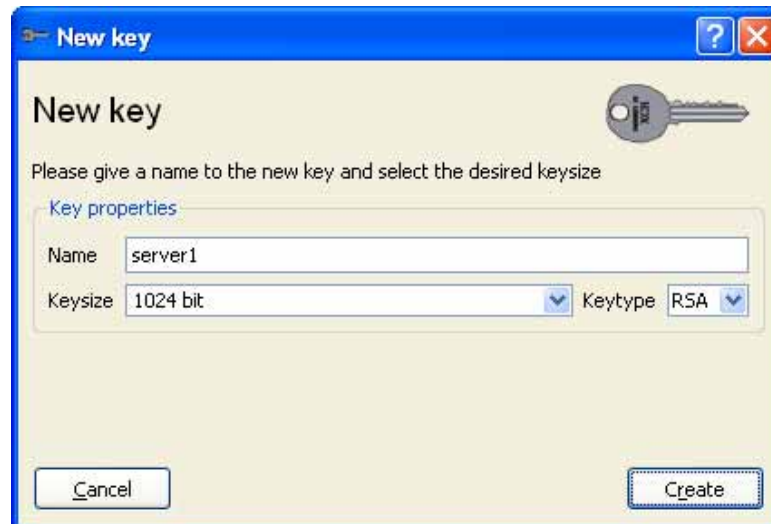 New key
New key
Please give a name to the new key and select the desired keysize
Key properties
Name server1
Keysize 1024 bit Keytype RSA
Cancel Create